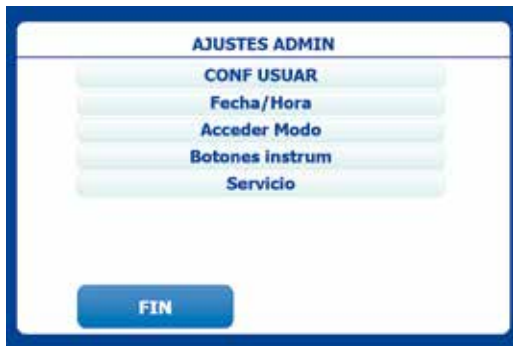 AJUSTES ADMIN
CONF USUAR
Fecha/Hora
Acceder Modo
Botones instrum
Servicio
FIN